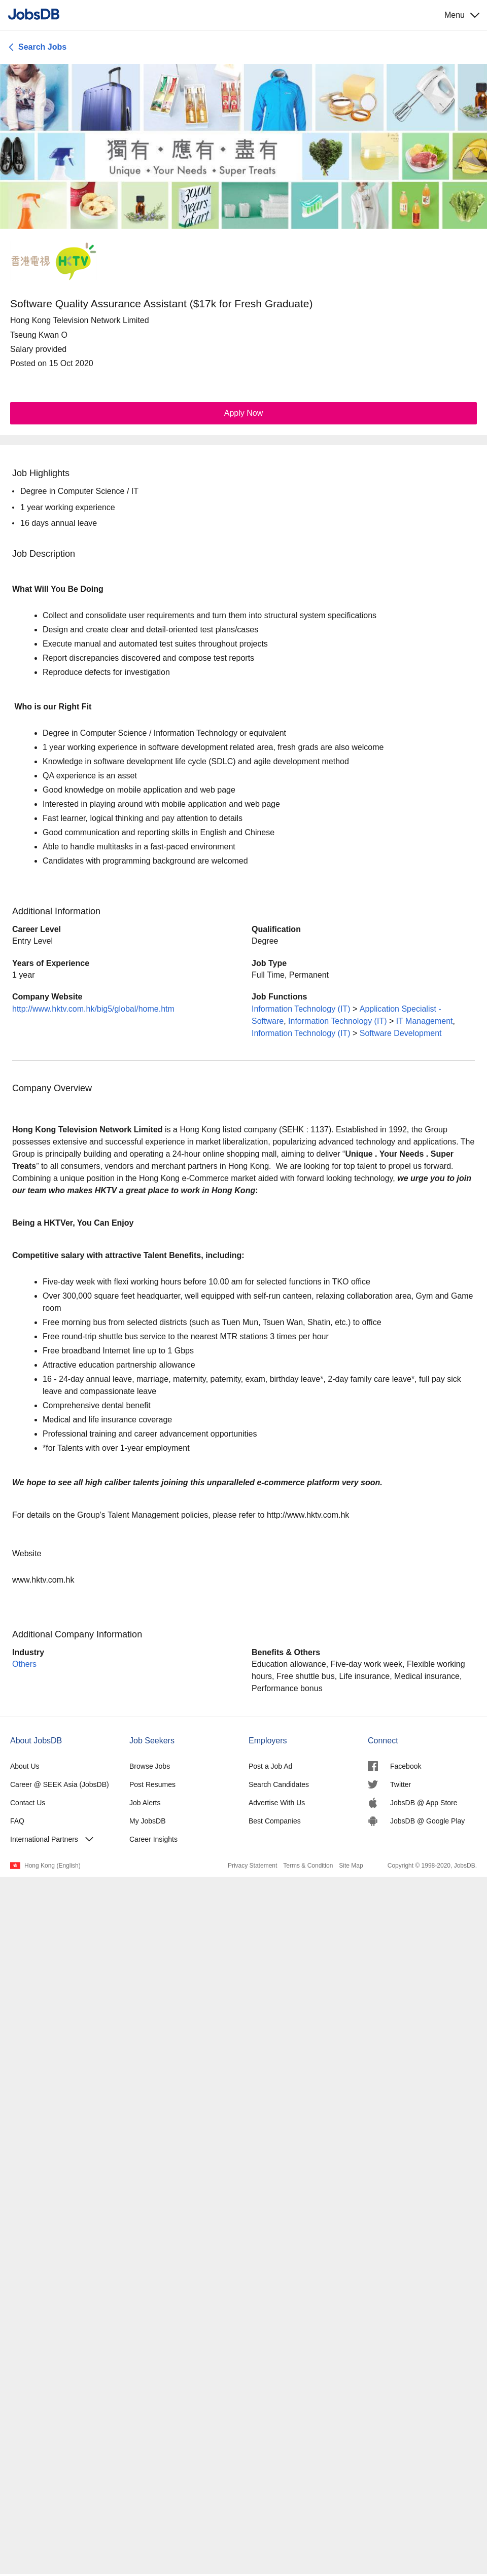 JobsDB
Menu
Search Jobs
獨有·應有·盡有
Unique • Your Needs • Super Treats
30,000 YEARS of art
香港電視 HKTV
Software Quality Assurance Assistant ($17k for Fresh Graduate)
Hong Kong Television Network Limited
Tseung Kwan O
Salary provided
Posted on 15 Oct 2020
Apply Now
Job Highlights
• Degree in Computer Science / IT
• 1 year working experience
• 16 days annual leave
Job Description
What Will You Be Doing
• Collect and consolidate user requirements and turn them into structural system specifications
• Design and create clear and detail-oriented test plans/cases
• Execute manual and automated test suites throughout projects
• Report discrepancies discovered and compose test reports
• Reproduce defects for investigation
Who is our Right Fit
• Degree in Computer Science / Information Technology or equivalent
• 1 year working experience in software development related area, fresh grads are also welcome
• Knowledge in software development life cycle (SDLC) and agile development method
• QA experience is an asset
• Good knowledge on mobile application and web page
• Interested in playing around with mobile application and web page
• Fast learner, logical thinking and pay attention to details
• Good communication and reporting skills in English and Chinese
• Able to handle multitasks in a fast-paced environment
• Candidates with programming background are welcomed
Additional Information
Career Level
Entry Level
Qualification
Degree
Years of Experience
1 year
Job Type
Full Time, Permanent
Company Website
http://www.hktv.com.hk/big5/global/home.htm
Job Functions
Information Technology (IT) > Application Specialist -
Software, Information Technology (IT) > IT Management,
Information Technology (IT) > Software Development
Company Overview
Hong Kong Television Network Limited is a Hong Kong listed company (SEHK : 1137). Established in 1992, the Group
possesses extensive and successful experience in market liberalization, popularizing advanced technology and applications. The
Group is principally building and operating a 24-hour online shopping mall, aiming to deliver “Unique . Your Needs . Super
Treats” to all consumers, vendors and merchant partners in Hong Kong.  We are looking for top talent to propel us forward.
Combining a unique position in the Hong Kong e-Commerce market aided with forward looking technology, we urge you to join
our team who makes HKTV a great place to work in Hong Kong:
Being a HKTVer, You Can Enjoy
Competitive salary with attractive Talent Benefits, including:
• Five-day week with flexi working hours before 10.00 am for selected functions in TKO office
• Over 300,000 square feet headquarter, well equipped with self-run canteen, relaxing collaboration area, Gym and Game
room
• Free morning bus from selected districts (such as Tuen Mun, Tsuen Wan, Shatin, etc.) to office
• Free round-trip shuttle bus service to the nearest MTR stations 3 times per hour
• Free broadband Internet line up to 1 Gbps
• Attractive education partnership allowance
• 16 - 24-day annual leave, marriage, maternity, paternity, exam, birthday leave*, 2-day family care leave*, full pay sick
leave and compassionate leave
• Comprehensive dental benefit
• Medical and life insurance coverage
• Professional training and career advancement opportunities
• *for Talents with over 1-year employment
We hope to see all high caliber talents joining this unparalleled e-commerce platform very soon.
For details on the Group's Talent Management policies, please refer to http://www.hktv.com.hk
Website
www.hktv.com.hk
Additional Company Information
Industry
Others
Benefits & Others
Education allowance, Five-day work week, Flexible working
hours, Free shuttle bus, Life insurance, Medical insurance,
Performance bonus
About JobsDB
About Us
Career @ SEEK Asia (JobsDB)
Contact Us
FAQ
International Partners
Job Seekers
Browse Jobs
Post Resumes
Job Alerts
My JobsDB
Career Insights
Employers
Post a Job Ad
Search Candidates
Advertise With Us
Best Companies
Connect
Facebook
Twitter
JobsDB @ App Store
JobsDB @ Google Play
Hong Kong (English)
Privacy Statement Terms & Condition Site Map Copyright © 1998-2020, JobsDB.